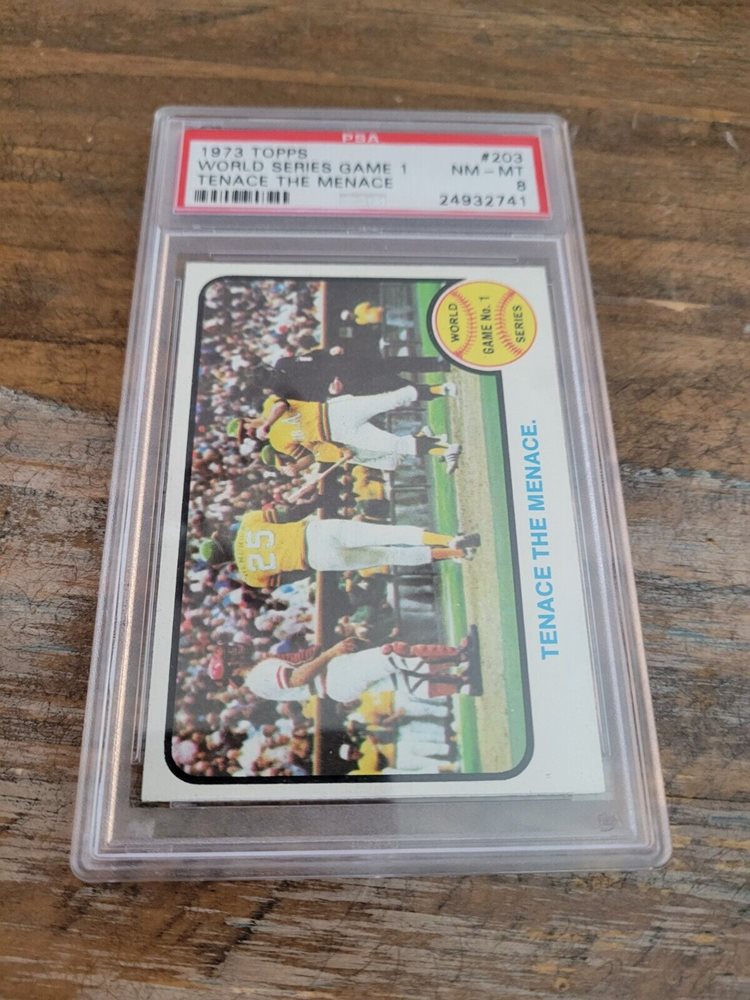 PSA
1973 TOPPS #203
WORLD SERIES GAME 1 NM - MT
TENACE THE MENACE 8
24932741
WORLD
GAME No. 1
SERIES
TENACE THE MENACE.
25